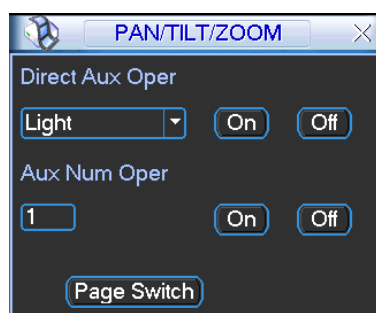 PAN/TILT/ZOOM
Direct Aux Oper
Light On Off
Aux Num Oper
1 On Off
Page Switch